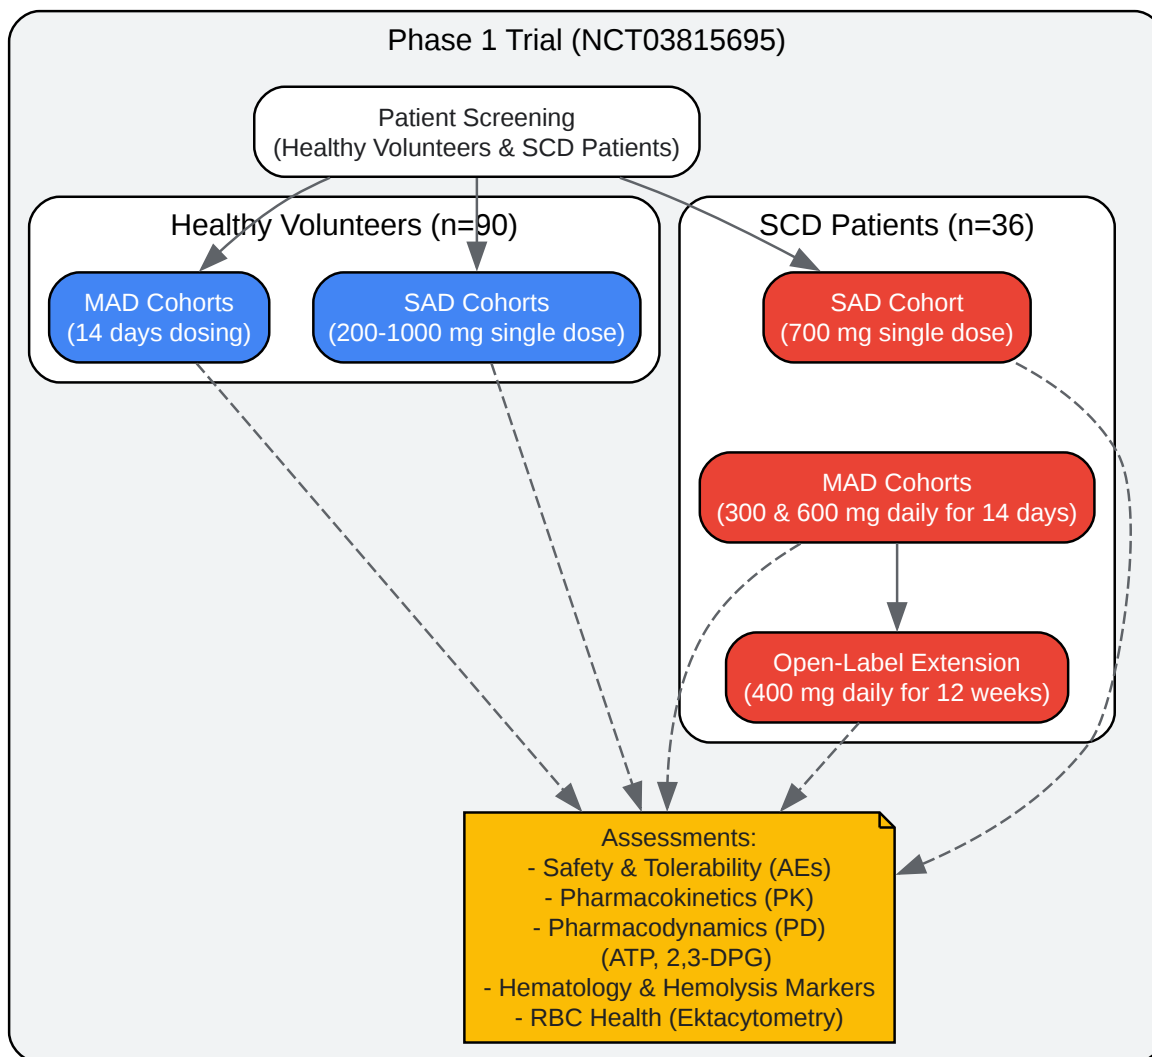 Phase 1 Trial (NCT03815695)
Patient Screening
(Healthy Volunteers & SCD Patients)
Healthy Volunteers (n=90)
MAD Cohorts
(14 days dosing)
SAD Cohorts
(200-1000 mg single dose)
SCD Patients (n=36)
SAD Cohort
(700 mg single dose)
MAD Cohorts
(300 & 600 mg daily for 14 days)
Open-Label Extension
(400 mg daily for 12 weeks)
Assessments:
- Safety & Tolerability (AEs)
- Pharmacokinetics (PK)
- Pharmacodynamics (PD)
(ATP, 2,3-DPG)
- Hematology & Hemolysis Markers
- RBC Health (Ektacytometry)